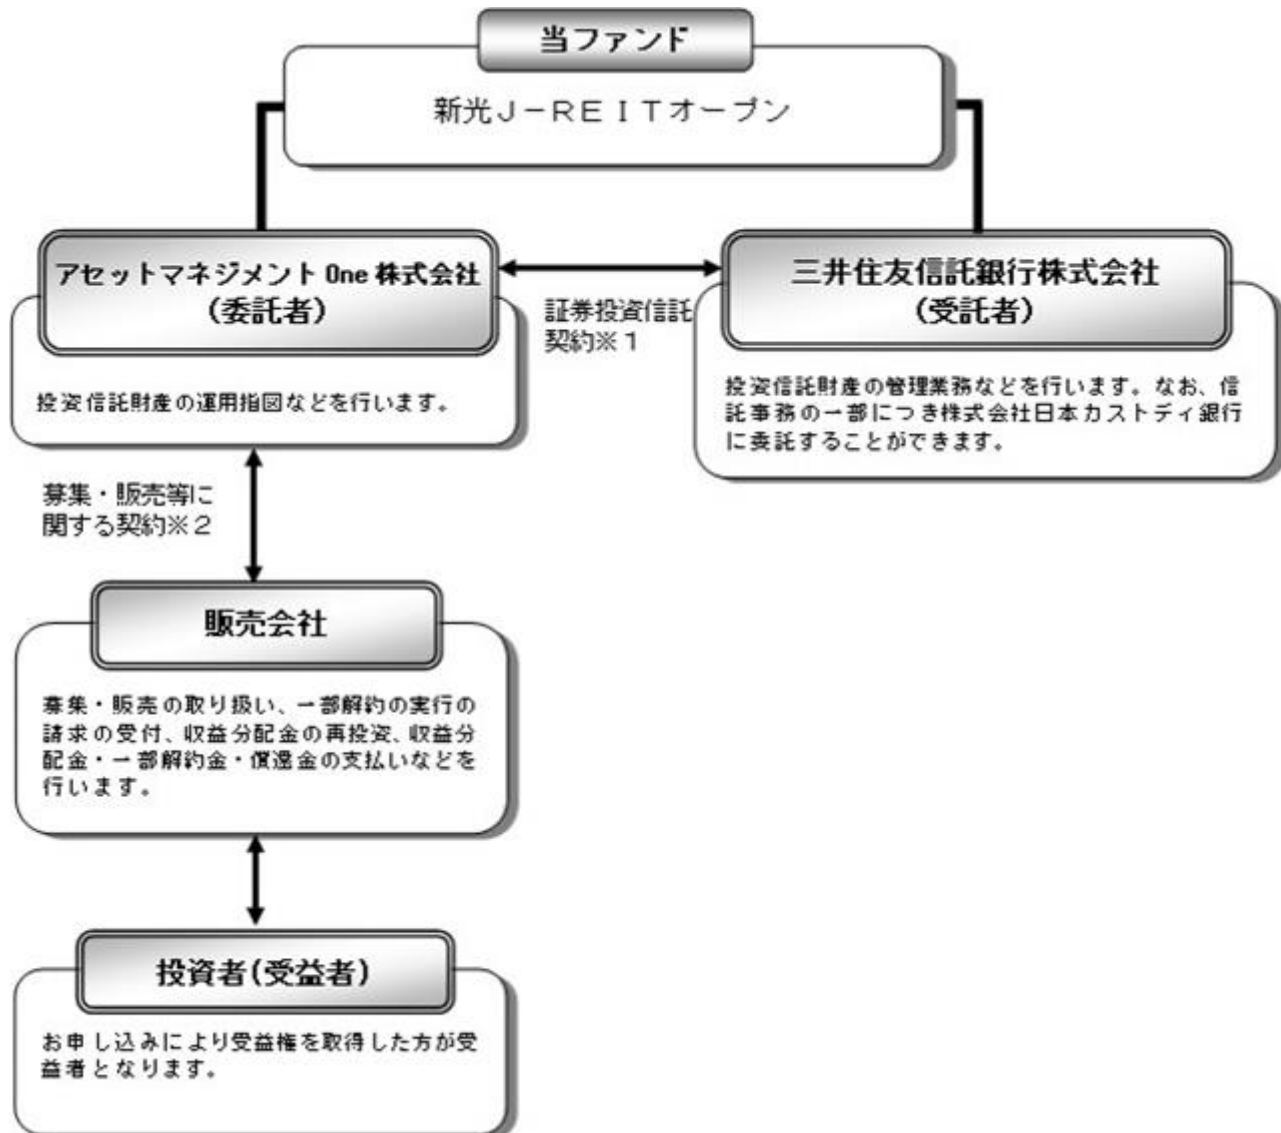 当ファンド
新光Ｊ－ＲＥＩＴオープン
アセットマネジメント One 株式会社
(委託者)
投資信託財産の運用指図などを行います。
証券投資信託
契約※１
三井住友信託銀行株式会社
(受託者)
投資信託財産の管理業務などを行います。なお、信
託事務の一部につき株式会社日本カストディ銀行
に委託することができます。
募集・販売等に
関する契約※２
販売会社
募集・販売の取り扱い、一部解約の実行の
請求の受付、収益分配金の再投資、収益分
配金・一部解約金・償還金の支払いなどを
行います。
投資者(受益者)
お申し込みにより受益権を取得した方が受
益者となります。